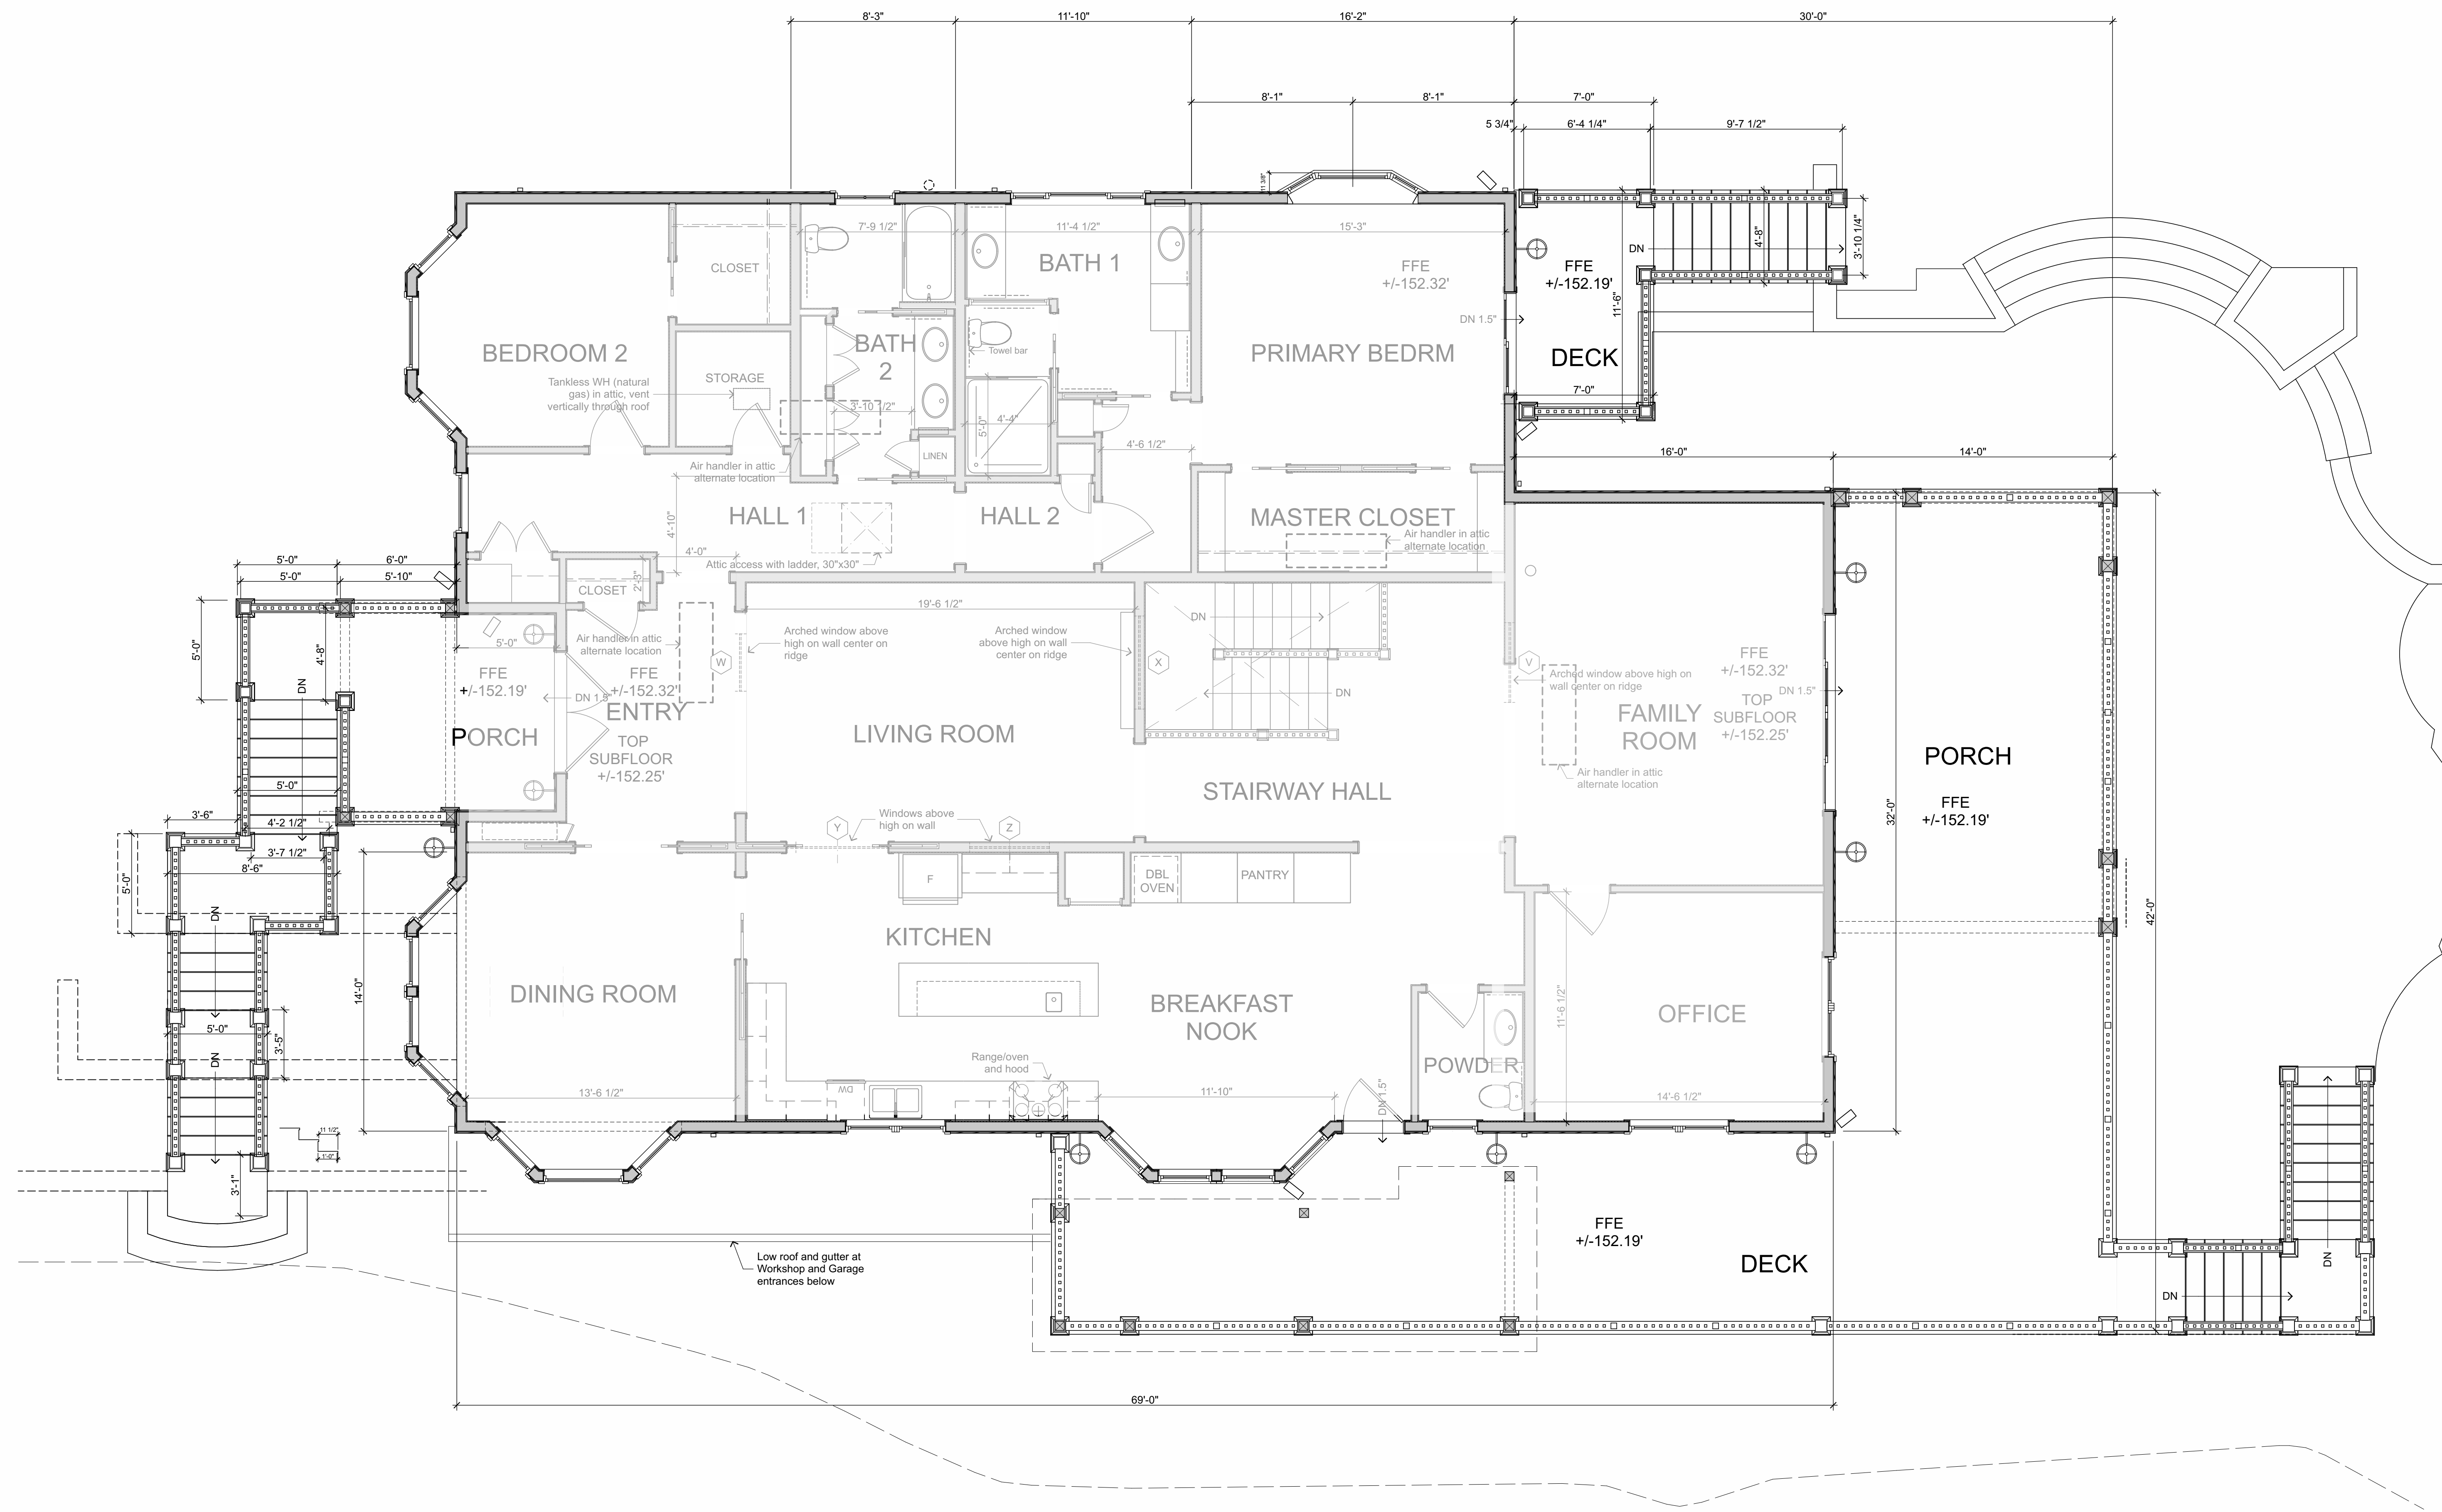 8'-3"
11'-10"
16'-2"
30'-0"
8'-1"
8'-1"
7'-0"
5 3/4"
6'-4 1/4"
9'-7 1/2"
11 3/8"
7'-9 1/2"
11'-4 1/2"
15'-3"
CLOSET
BATH 1
FFE
+/-152.32'
FFE
+/-152.19'
DN
4'-8"
3'-10 1/4"
11'-6"
DN 1.5"
BEDROOM 2
BATH
2
Towel bar
PRIMARY BEDRM
DECK
STORAGE
Tankless WH (natural
gas) in attic, vent
vertically through roof
7'-0"
3'-10 1/2"
5'-0"
4'-4"
4'-6 1/2"
LINEN
16'-0"
14'-0"
Air handler in attic
alternate location
HALL 1
HALL 2
MASTER CLOSET
Air handler in attic
alternate location
4'-10"
4'-0"
Attic access with ladder, 30"x30"
5'-0"
6'-0"
5'-0"
5'-10"
CLOSET
2'-3"
19'-6 1/2"
DN
5'-0"
4'-8"
5'-0"
Air handler in attic
alternate location
Arched window above
high on wall center on
ridge
Arched window
above high on wall
center on ridge
W
X
V
Arched window above high on
wall center on ridge
FFE
+/-152.19'
FFE
+/-152.32'
DN
DN 1.5"
DN
ENTRY
PORCH
TOP
SUBFLOOR
+/-152.25'
LIVING ROOM
FAMILY
ROOM
FFE
+/-152.32'
TOP
SUBFLOOR
+/-152.25'
DN 1.5"
PORCH
FFE
+/-152.19'
Air handler in attic
alternate location
STAIRWAY HALL
32'-0"
42'-0"
5'-0"
3'-6"
4'-2 1/2"
3'-7 1/2"
8'-6"
5'-0"
DN
Y
Windows above
high on wall
Z
F
DBL
OVEN
PANTRY
KITCHEN
14'-0"
DINING ROOM
BREAKFAST
NOOK
11'-6 1/2"
OFFICE
5'-0"
3'-5"
DN
Range/oven
and hood
POWDER
DW
13'-6 1/2"
11'-10"
DN 1.5"
14'-6 1/2"
11 1/2"
1'-0"
3'-1"
FFE
+/-152.19'
DECK
Low roof and gutter at
Workshop and Garage
entrances below
DN
DN
69'-0"